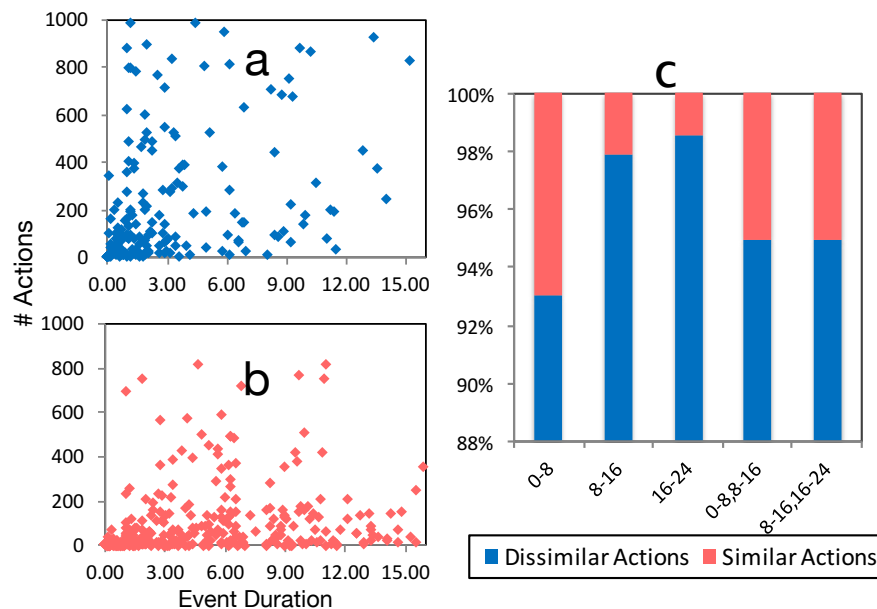 # Actions
a
1000
800
600
400
200
0
0.00 3.00 6.00 9.00 12.00 15.00
b
1000
800
600
400
200
0
0.00 3.00 6.00 9.00 12.00 15.00
Event Duration
c
100%
98%
96%
94%
92%
90%
88%
0-8 8-16 16-24 0-8,8-16 8-16,16-24
Dissimilar Actions Similar Actions